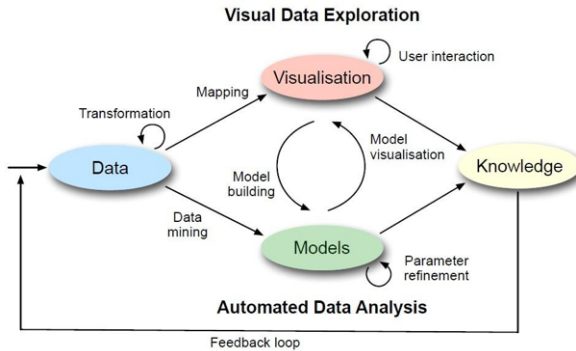 Visual Data Exploration
User interaction
Visualisation
Mapping
Transformation
Data
Model
visualisation
Model
building
Knowledge
Data
mining
Models
Parameter
refinement
Automated Data Analysis
Feedback loop